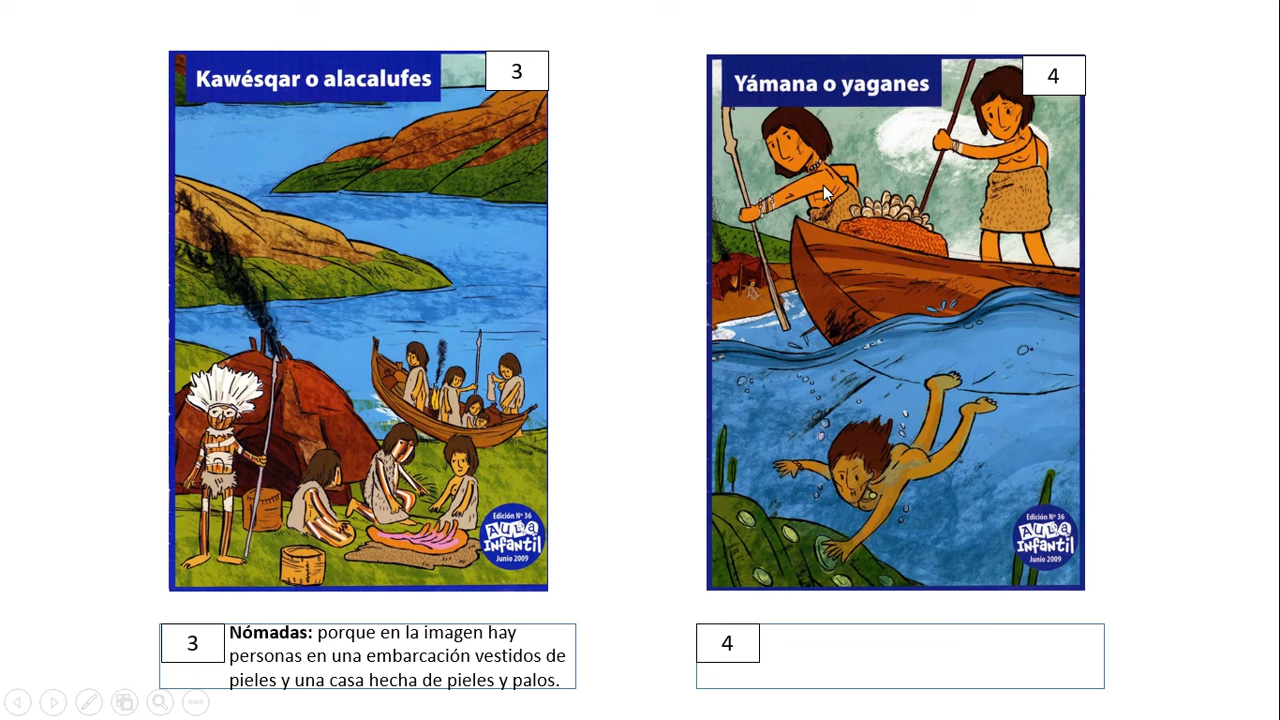 Kawésqar o alacalufes
3
Edición Nº 36
AULA
Infantil
Junio 2009
Yámana o yaganes
4
Edición Nº 36
AULA
Infantil
Junio 2009
3
Nómadas: porque en la imagen hay
personas en una embarcación vestidos de
pieles y una casa hecha de pieles y palos.
4